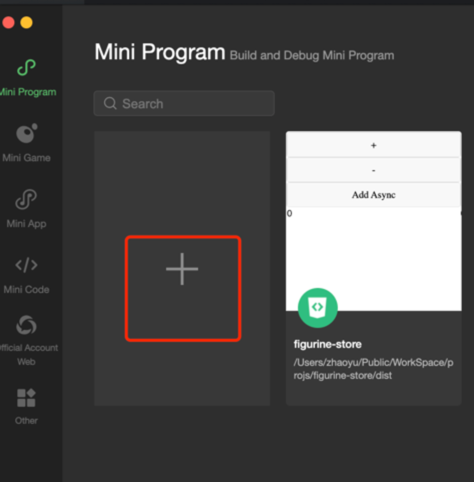 Mini Program Build and Debug Mini Program
Search
Mini Program
Mini Game
Mini App
Mini Code
Official Account
Web
Other
+
-
Add Async
0
figurine-store
/Users/zhaoyu/Public/WorkSpace/p
rojs/figurine-store/dist